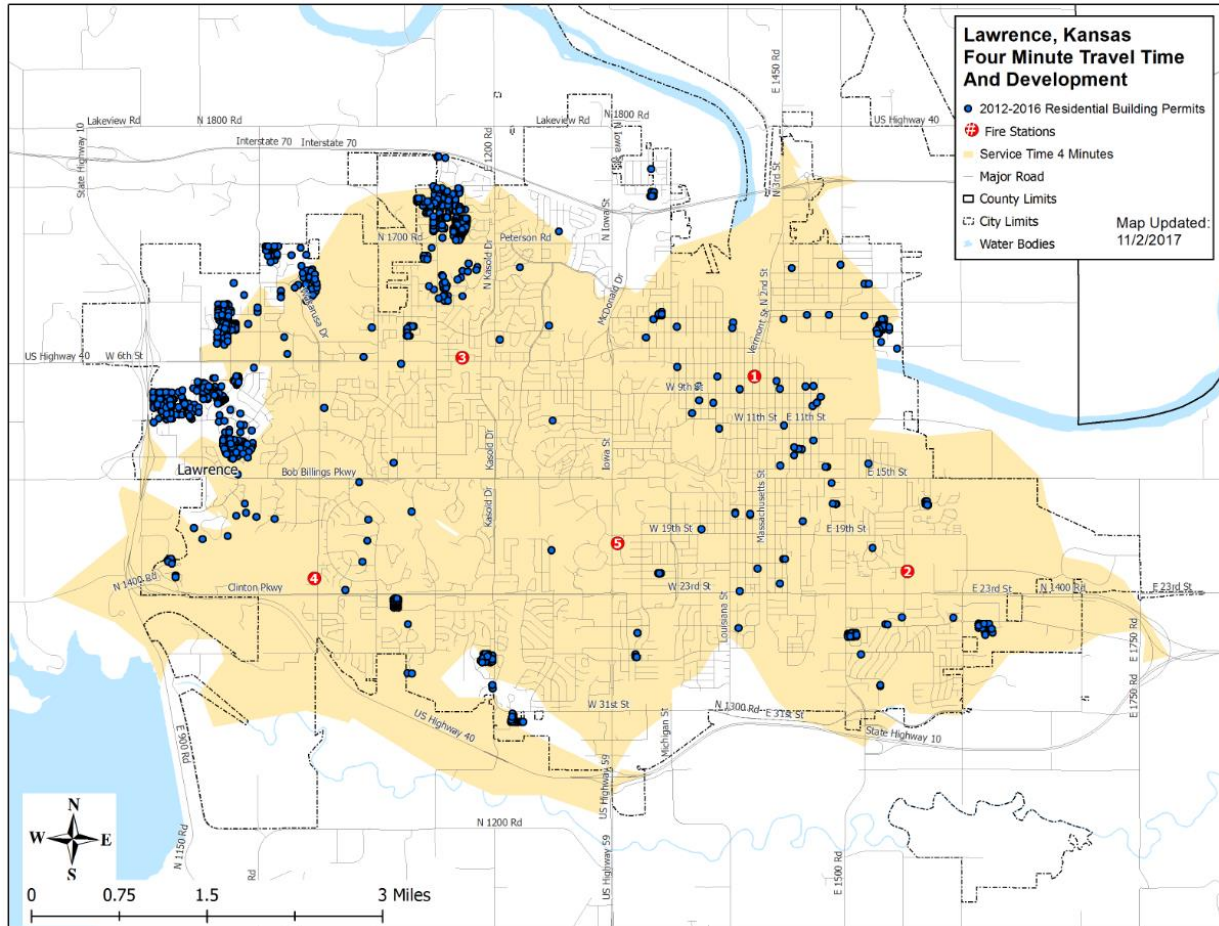 Lawrence, Kansas
Four Minute Travel Time
And Development
2012-2016 Residential Building Permits
# Fire Stations
Service Time 4 Minutes
Major Road
County Limits
City Limits
Water Bodies
Map Updated:
11/2/2017
E 1450 Rd
US Highway 40
Lakeview Rd
N 1800 Rd
Lakeview Rd
N 1800 Rd
State Highway 10
Interstate 70
Interstate 70
E 1200 Rd
N 3rd St
N 1700 Rd
Peterson Rd
N Iowa St
N Kasold Dr
McDonald Dr
N 2nd St
Vermont St
US Highway 40
W 6th St
3
1
W 9th St
W 11th St
E 11th St
Kasold Dr
Iowa St
Lawrence
Bob Billings Pkwy
E 15th St
Massachusetts St
Kasold Dr
W 19th St
E 19th St
5
4
2
N 1400 Rd
Clinton Pkwy
W 23rd St
E 23rd St
N 1400 Rd
E 23rd St
Louisiana St
E 1750 Rd
E 1750 Rd
W 31st St
N 1300 Rd
E 31st St
State Highway 10
Michigan St
US Highway 40
E 900 Rd
US Highway 59
US Highway 59
N 1200 Rd
N 1150 Rd
Rd
E 1500 Rd
N
W
E
S
0
0.75
1.5
3 Miles